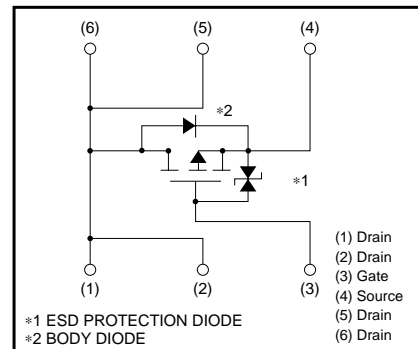 (6) (5) (4)
∗2
∗1
(1) Drain
(2) Drain
(3) Gate
(4) Source
(5) Drain
(6) Drain
(1) (2) (3)
∗1 ESD PROTECTION DIODE
∗2 BODY DIODE